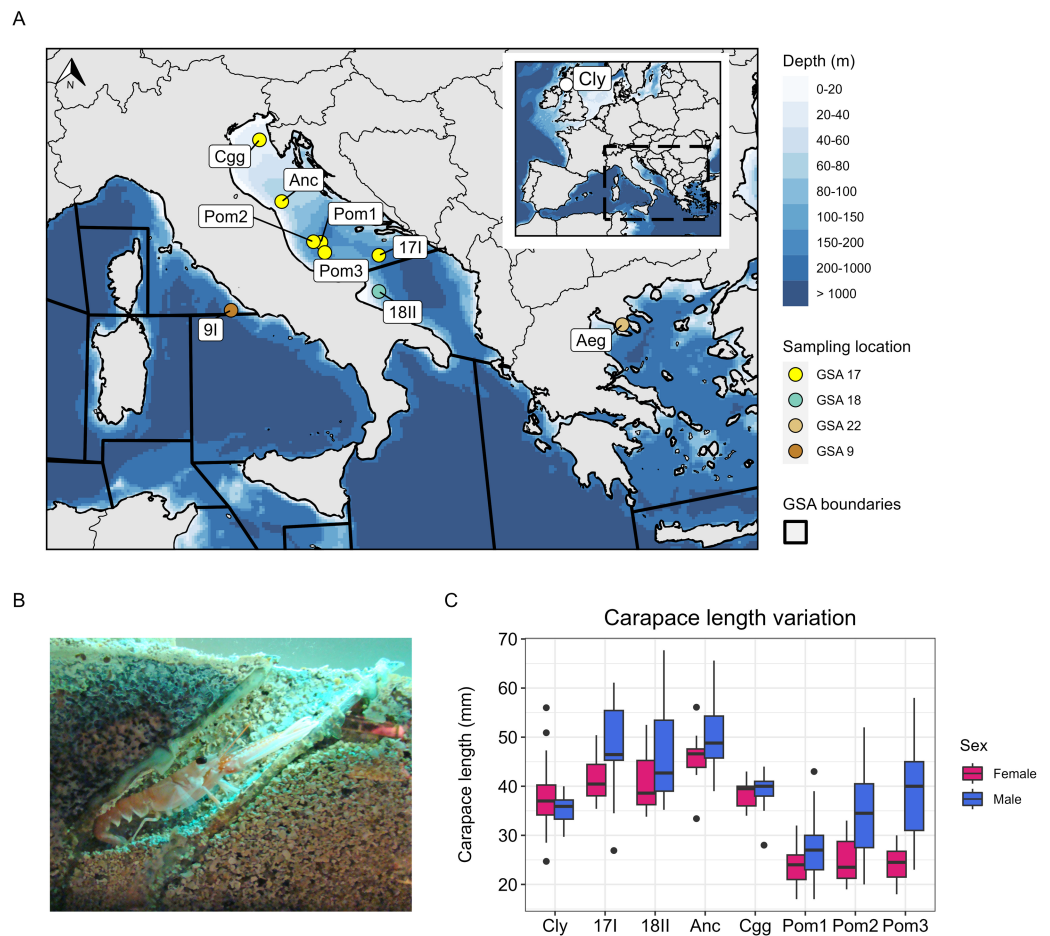 A
N
Cly
Cgg
Anc
Pom2
Pom1
17I
Pom3
18II
9I
Aeg
Depth (m)
0-20
20-40
40-60
60-80
80-100
100-150
150-200
200-1000
> 1000
Sampling location
GSA 17
GSA 18
GSA 22
GSA 9
GSA boundaries
B
C
Carapace length variation
Carapace length (mm)
70
60
50
40
30
20
Cly 17I 18II Anc Cgg Pom1 Pom2 Pom3
Sex
Female
Male